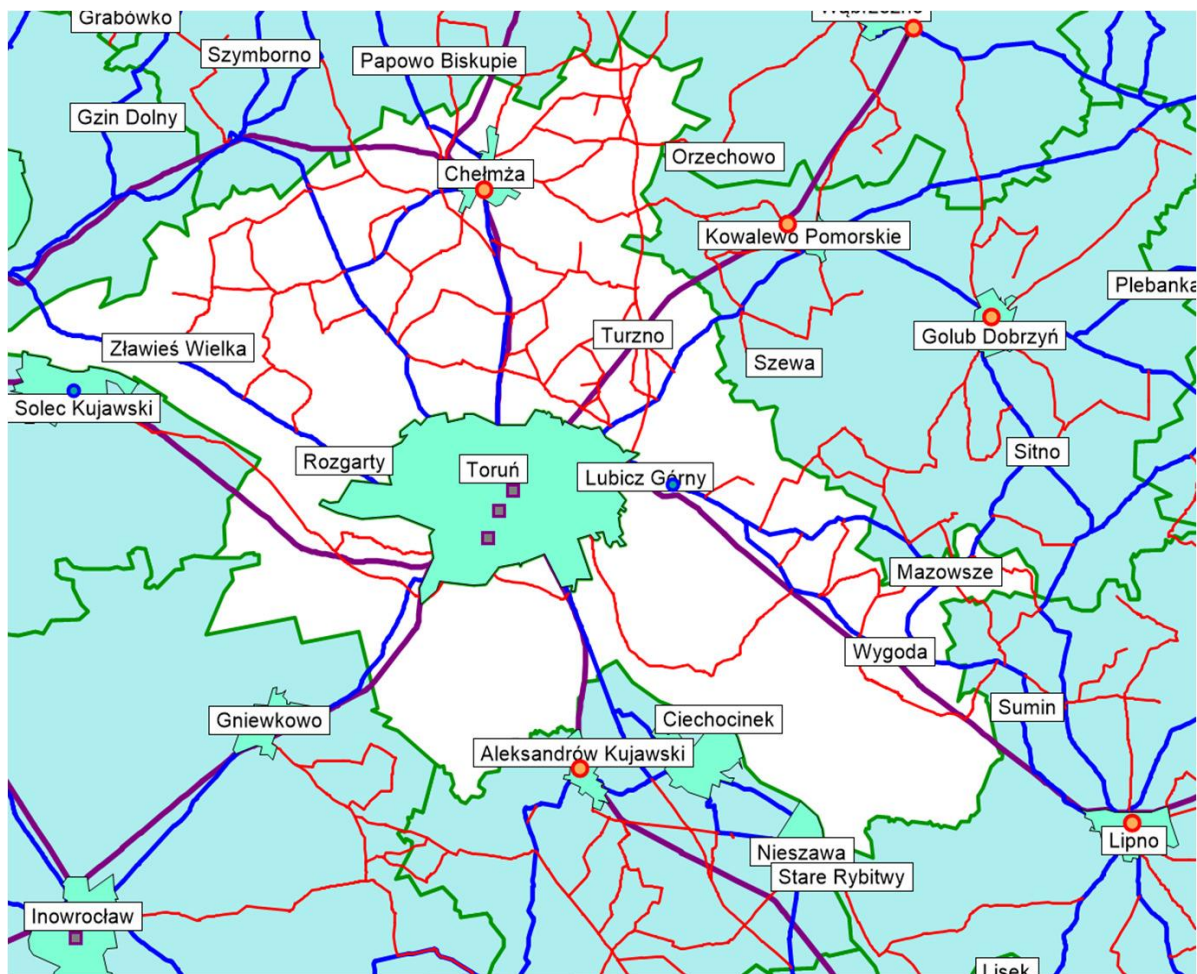 Grabówko
Wąbrzeźno
Szymborno
Papowo Biskupie
Gzin Dolny
Orzechowo
Chełmża
Kowalewo Pomorskie
Plebanka
Zławieś Wielka
Turzno
Szewa
Golub Dobrzyń
Solec Kujawski
Rozgarty
Toruń
Lubicz Górny
Sitno
Mazowsze
Wygoda
Sumin
Gniewkowo
Ciechocinek
Aleksandrów Kujawski
Nieszawa
Lipno
Stare Rybitwy
Inowrocław
Lisek